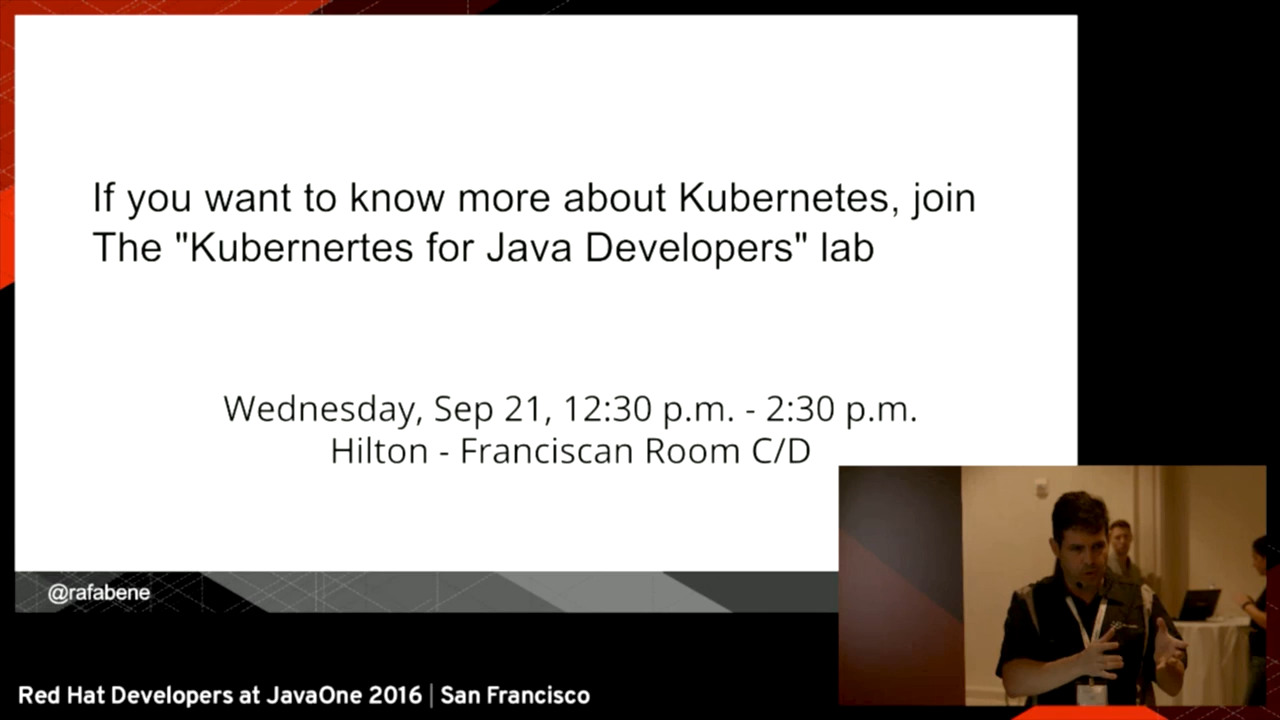 If you want to know more about Kubernetes, join
The "Kubernertes for Java Developers" lab
Wednesday, Sep 21, 12:30 p.m. - 2:30 p.m.
Hilton - Franciscan Room C/D
@rafabene
Red Hat Developers at JavaOne 2016 | San Francisco